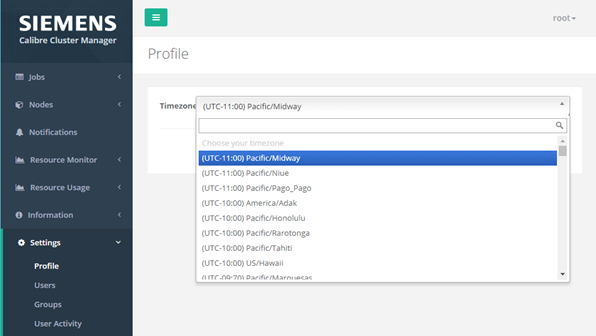 SIEMENS
Calibre Cluster Manager
root
Profile
Jobs
Nodes
Notifications
Resource Monitor
Resource Usage
Information
Settings
Profile
Users
Groups
User Activity
Timezone
(UTC-11:00) Pacific/Midway
Choose your timezone
(UTC-11:00) Pacific/Midway
(UTC-11:00) Pacific/Niue
(UTC-11:00) Pacific/Pago_Pago
(UTC-10:00) America/Adak
(UTC-10:00) Pacific/Honolulu
(UTC-10:00) Pacific/Rarotonga
(UTC-10:00) Pacific/Tahiti
(UTC-10:00) US/Hawaii
(UTC-09:70) Pacific/Marquesas